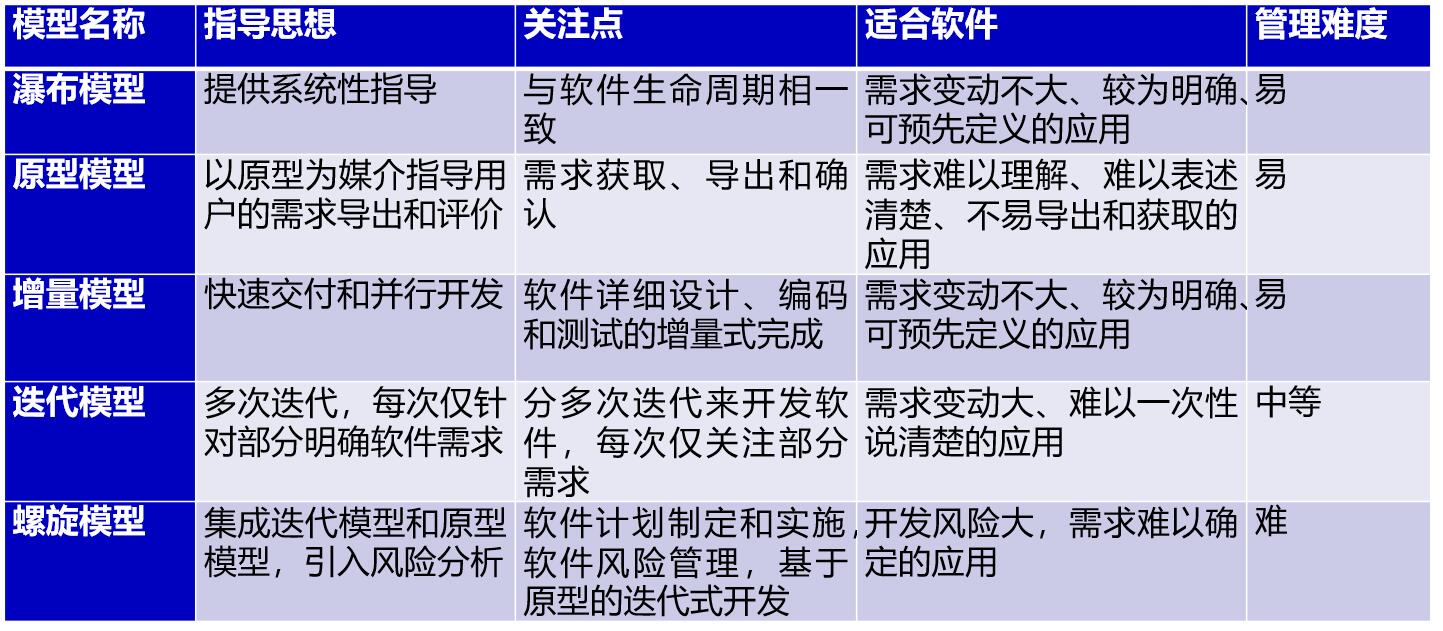 模型名称 指导思想 关注点 适合软件 管理难度
瀑布模型 提供系统性指导 与软件生命周期相一 需求变动不大、较为明确、 易
致 可预先定义的应用
原型模型 以原型为媒介指导用 需求获取、导出和确 需求难以理解、难以表述 易
户的需求导出和评价 认 清楚、不易导出和获取的
应用
增量模型 快速交付和并行开发 软件详细设计、编码 需求变动不大、较为明确、 易
和测试的增量式完成 可预先定义的应用
迭代模型 多次迭代，每次仅针 分多次迭代来开发软 需求变动大、难以一次性 中等
对部分明确软件需求 件，每次仅关注部分 说清楚的应用
需求
螺旋模型 集成迭代模型和原型 软件计划制定和实施， 开发风险大，需求难以确 难
模型，引入风险分析 软件风险管理，基于 定的应用
原型的迭代式开发